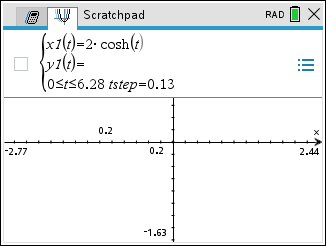 Scratchpad RAD
x1(t)=2· cosh(t)
y1(t)=
0≤t≤6.28 tstep=0.13
x
0.2
-2.77 0.2 2.44
-1.63